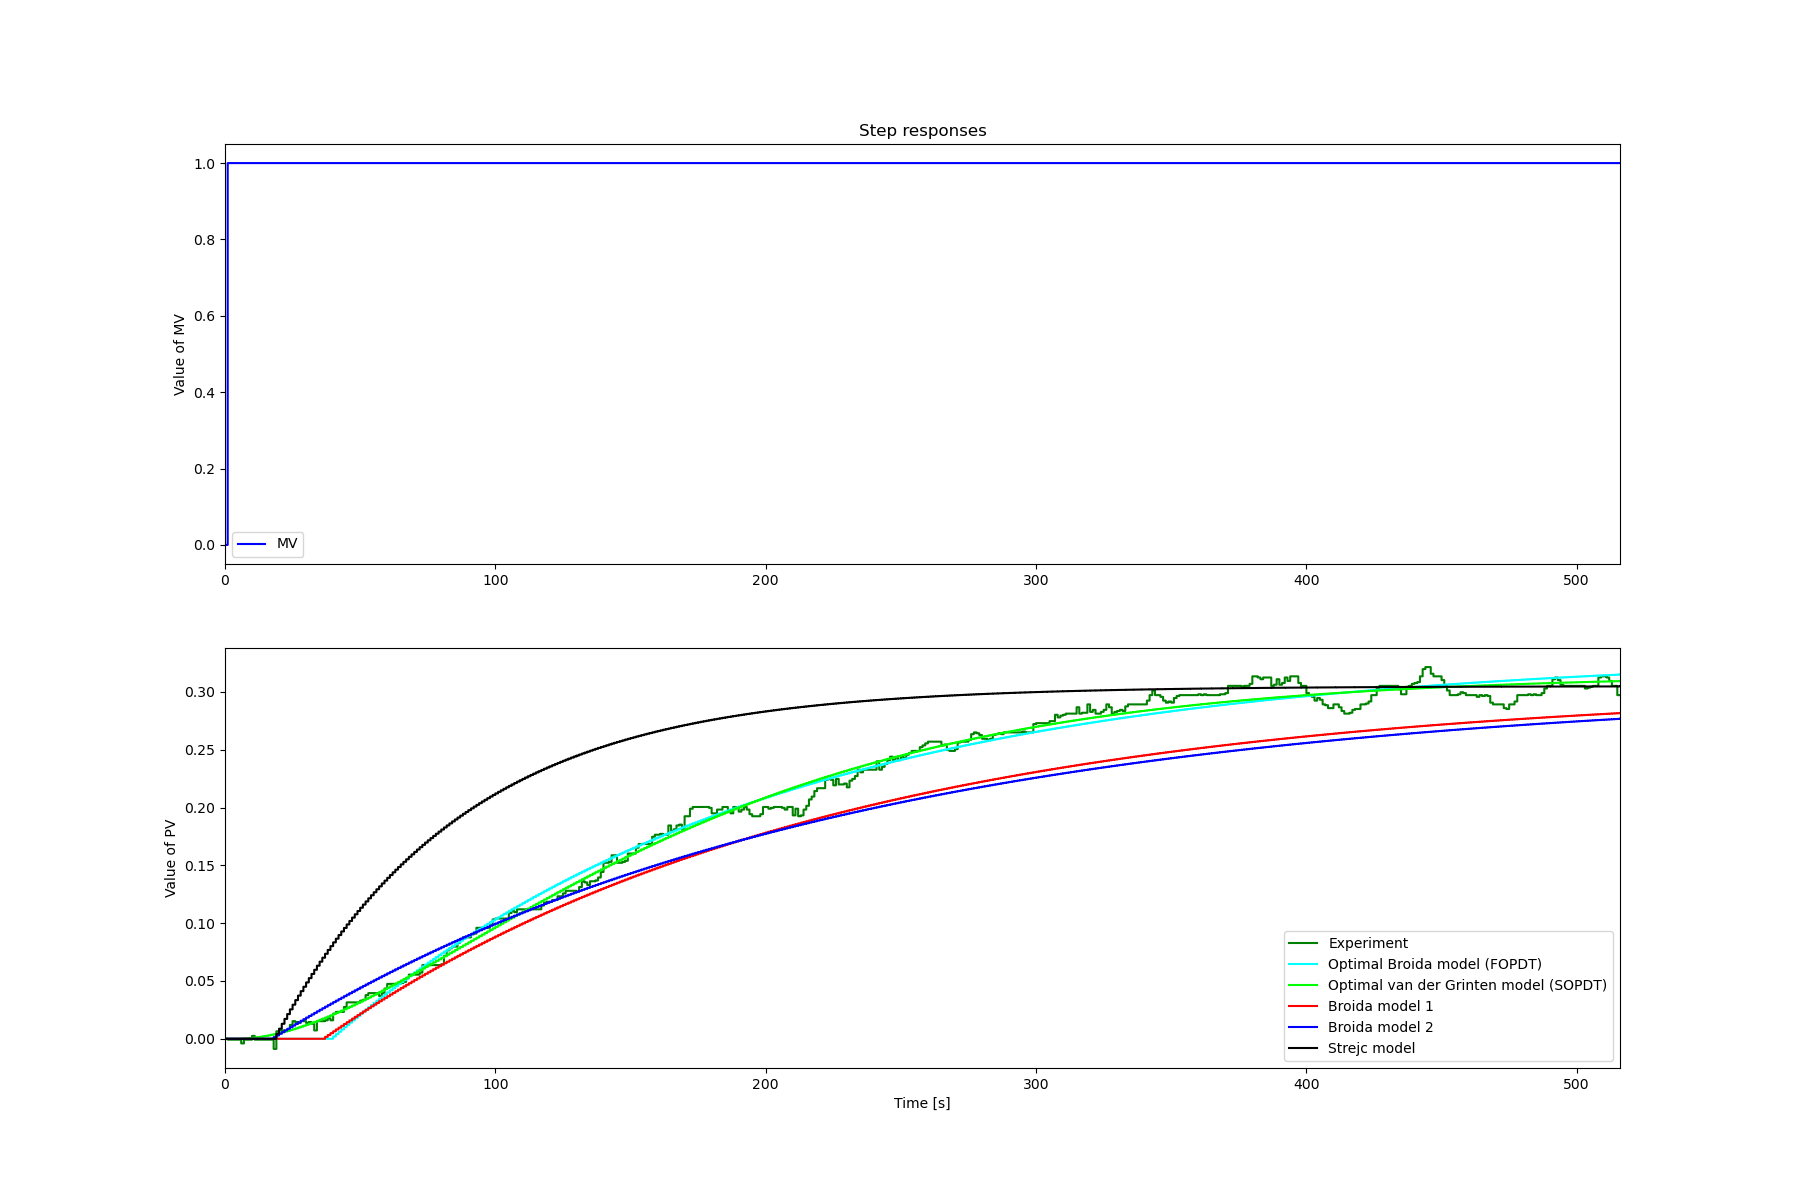 Step responses
Value of MV
1.0
0.8
0.6
0.4
0.2
0.0
MV
0 100 200 300 400 500
Value of PV
0.30
0.25
0.20
0.15
0.10
0.05
0.00
Experiment
Optimal Broida model (FOPDT)
Optimal van der Grinten model (SOPDT)
Broida model 1
Broida model 2
Strejc model
0 100 200 300 400 500
Time [s]